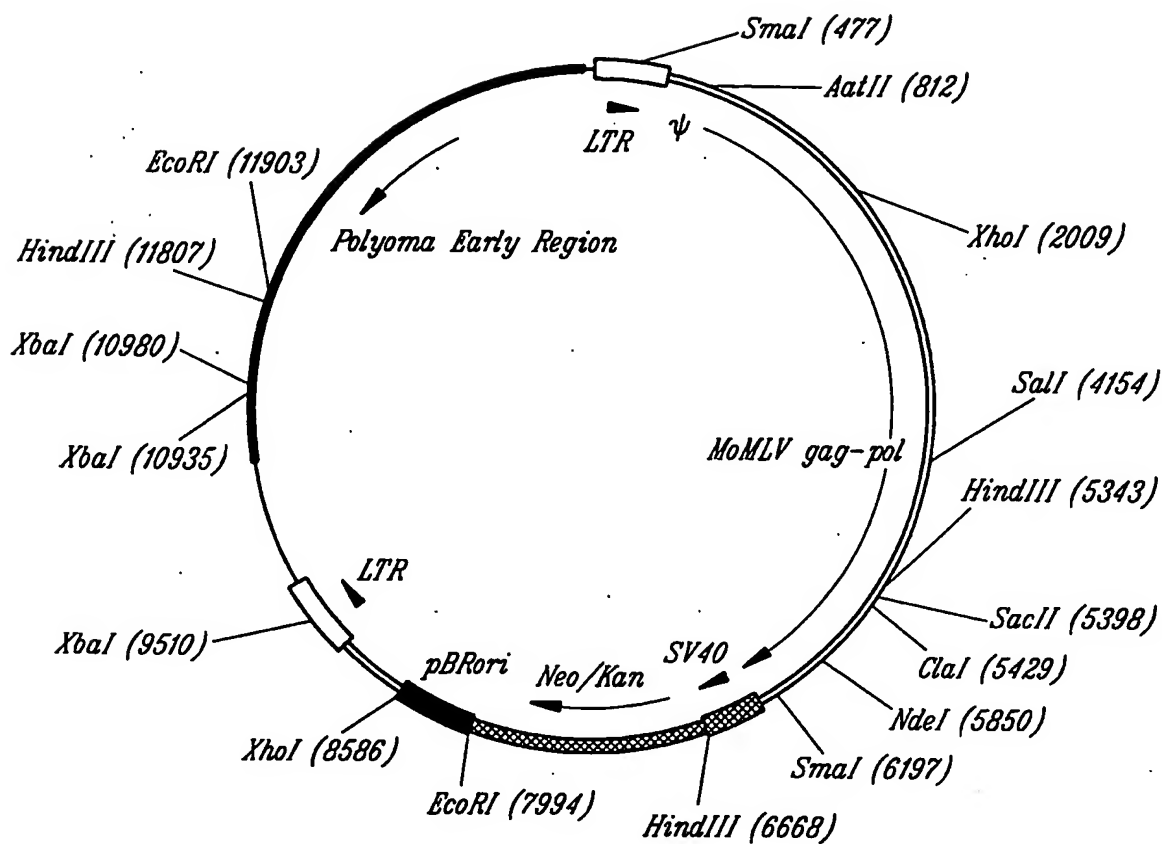 SmaI (477)
AatII (812)
LTR
ψ
EcoRI (11903)
XhoI (2009)
Polyoma Early Region
HindIII (11807)
XbaI (10980)
SalI (4154)
XbaI (10935)
MoMLV gag-pol
HindIII (5343)
LTR
SacII (5398)
XbaI (9510)
SV40
ClaI (5429)
pBRori
Neo/Kan
NdeI (5850)
XhoI (8586)
SmaI (6197)
EcoRI (7994)
HindIII (6668)